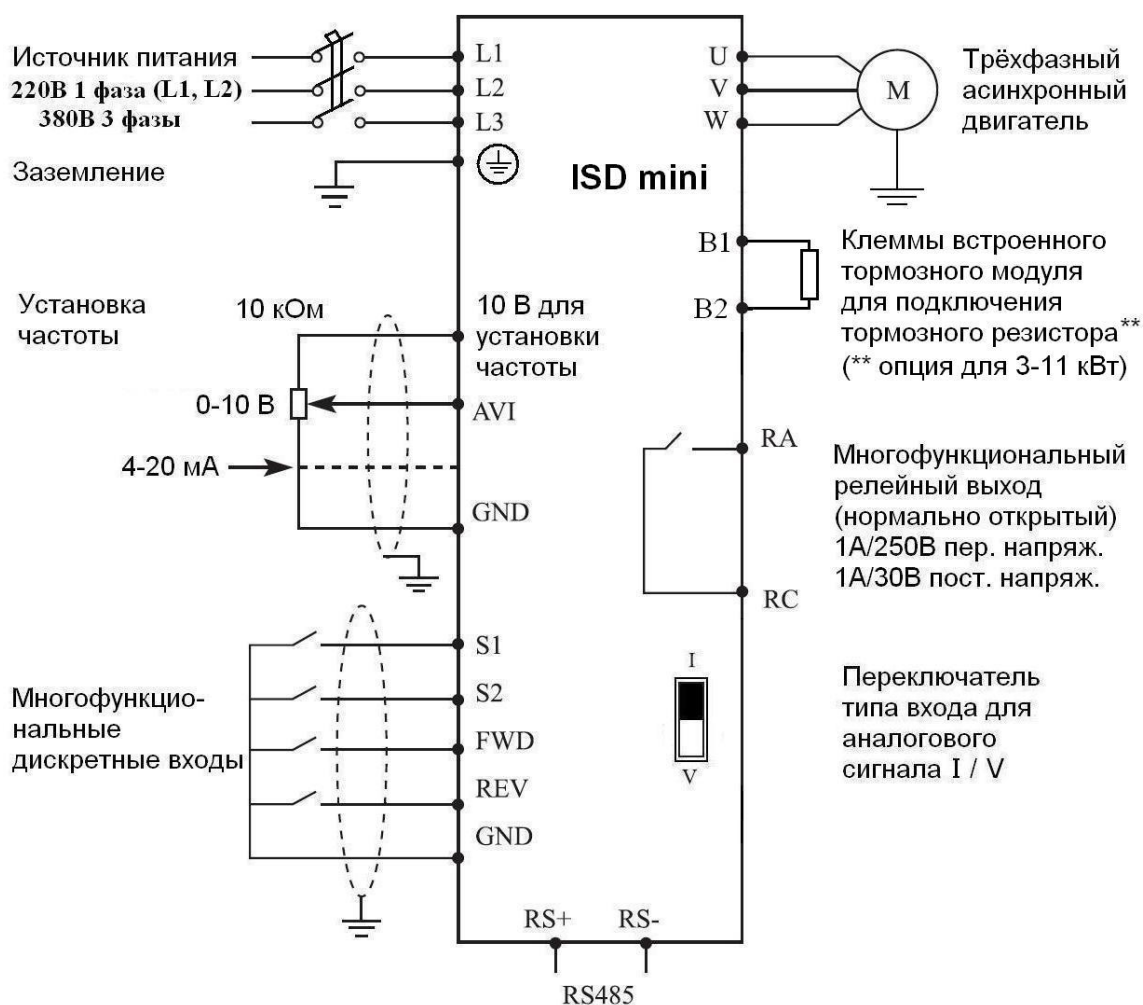 Источник питания
220В 1 фаза (L1, L2)
380В 3 фазы
Заземление
L1
L2
L3
ISD mini
U
V
W
M
Трёхфазный
асинхронный
двигатель
B1
B2
Клеммы встроенного
тормозного модуля
для подключения
тормозного резистора**
(** опция для 3-11 кВт)
Установка
частоты
10 кОм
0-10 В
4-20 мА
10 В для
установки
частоты
AVI
GND
RA
RC
Многофункциональный
релейный выход
(нормально открытый)
1А/250В пер. напряж.
1А/30В пост. напряж.
Многофункцио-
нальные
дискретные входы
S1
S2
FWD
REV
GND
I
V
Переключатель
типа входа для
аналогового
сигнала I / V
RS+
RS-
RS485